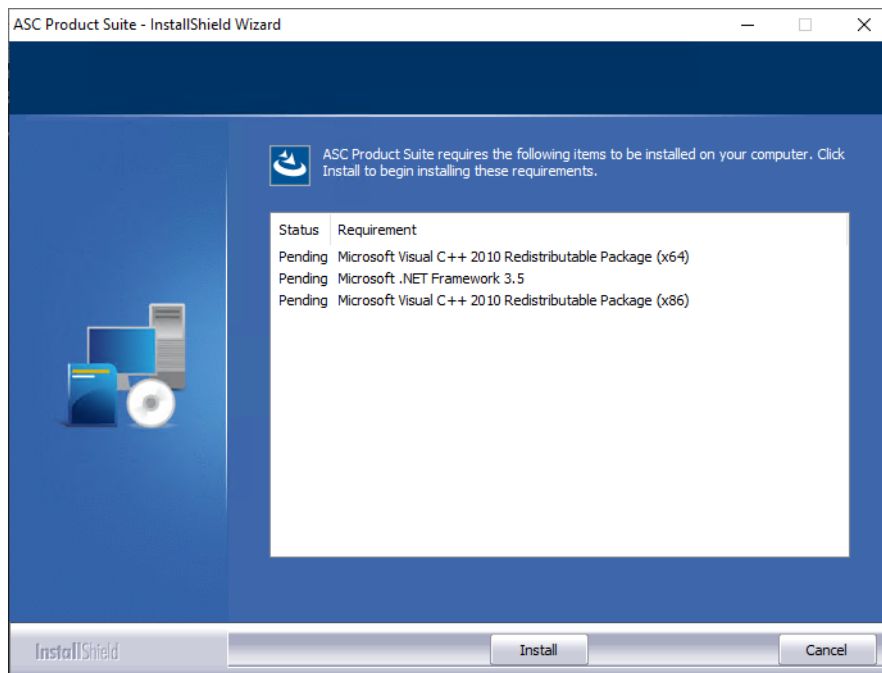 ASC Product Suite - InstallShield Wizard
ASC Product Suite requires the following items to be installed on your computer. Click
Install to begin installing these requirements.
Status Requirement
Pending Microsoft Visual C++ 2010 Redistributable Package (x64)
Pending Microsoft .NET Framework 3.5
Pending Microsoft Visual C++ 2010 Redistributable Package (x86)
InstallShield
Install
Cancel